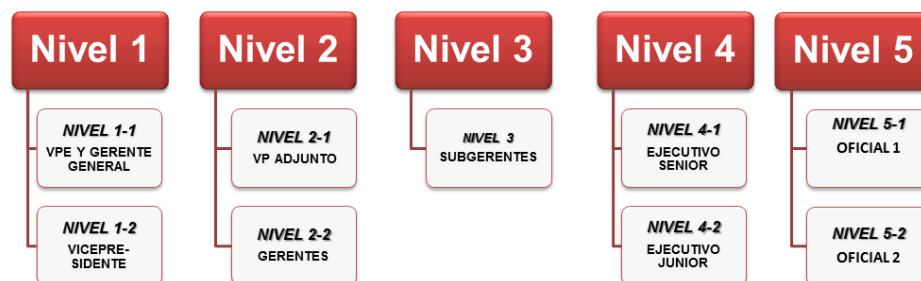 Nivel 1
NIVEL 1-1
VPE Y GERENTE
GENERAL
NIVEL 1-2
VICEPRE-
SIDENTE
Nivel 2
NIVEL 2-1
VP ADJUNTO
NIVEL 2-2
GERENTES
Nivel 3
NIVEL 3
SUBGERENTES
Nivel 4
NIVEL 4-1
EJECUTIVO
SENIOR
NIVEL 4-2
EJECUTIVO
JUNIOR
Nivel 5
NIVEL 5-1
OFICIAL 1
NIVEL 5-2
OFICIAL 2